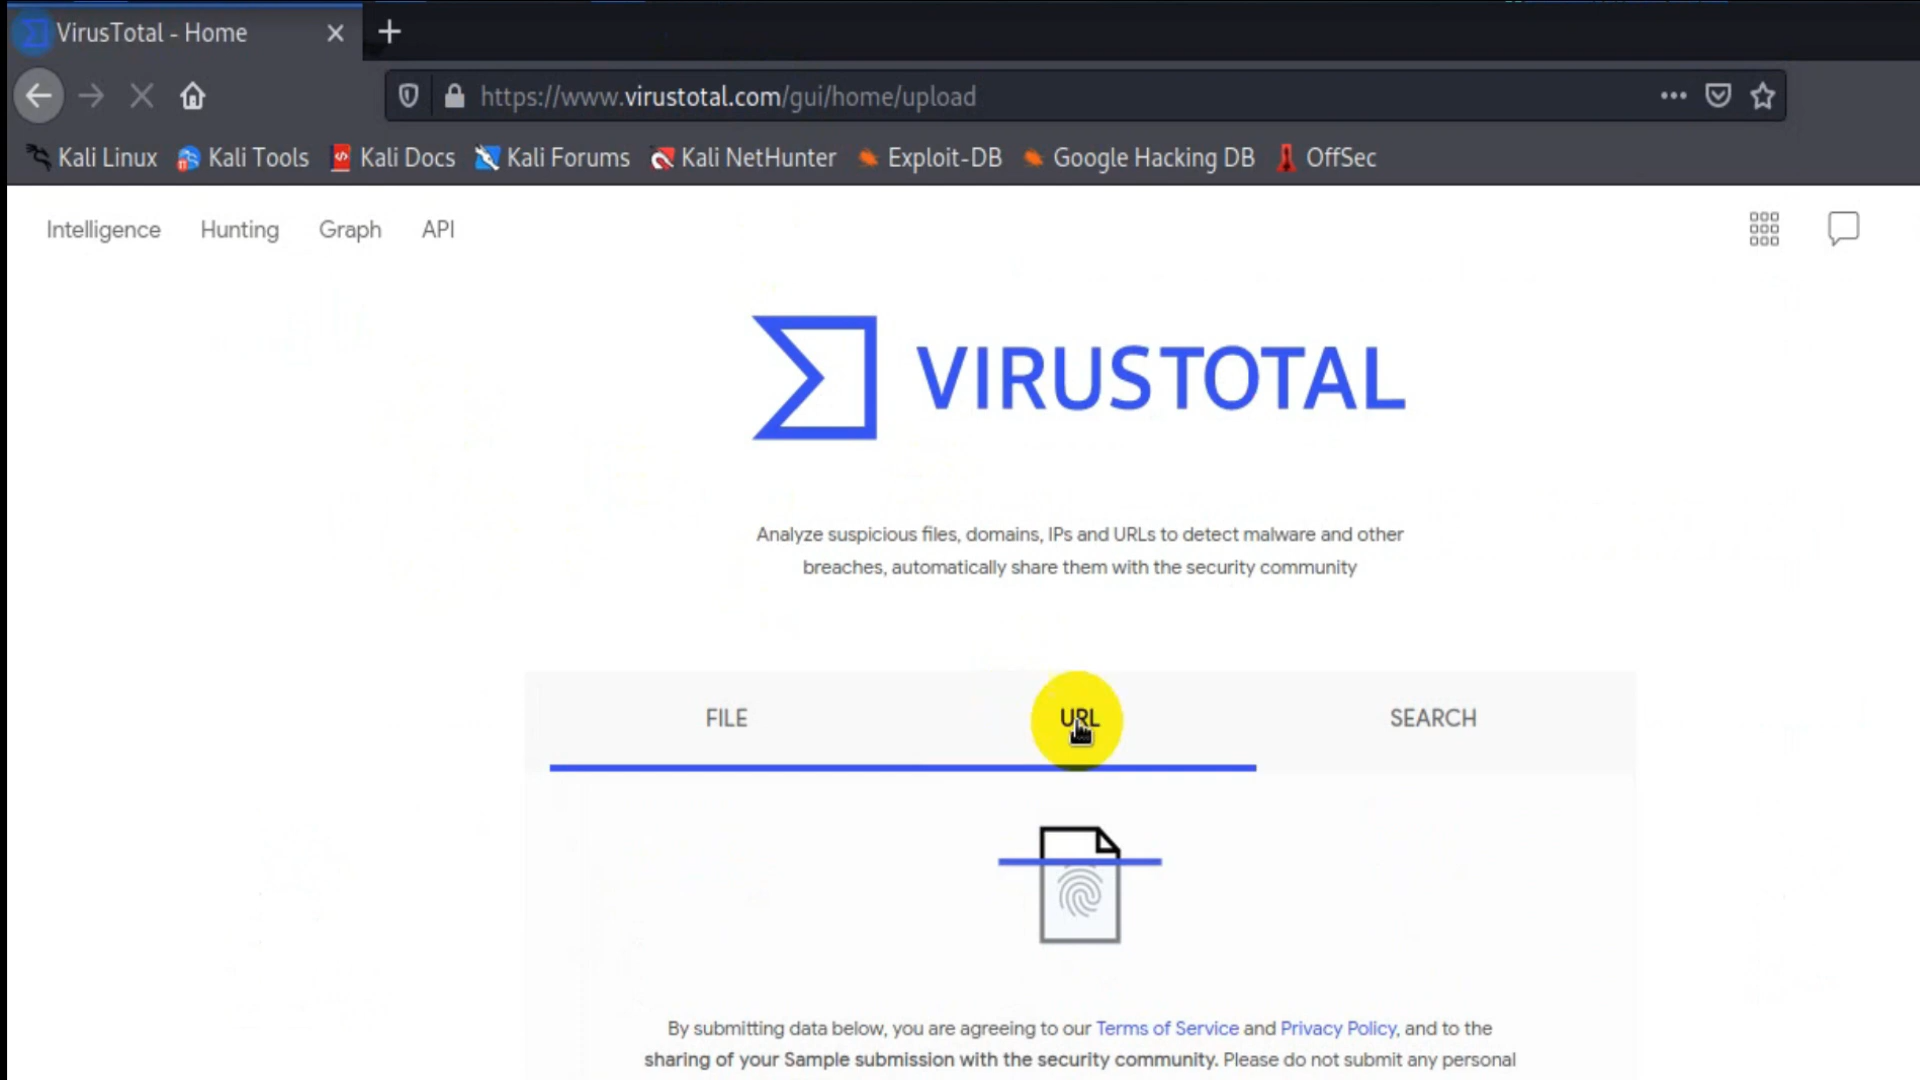 VirusTotal - Home
https://www.virustotal.com/gui/home/upload
Kali Linux Kali Tools Kali Docs Kali Forums Kali NetHunter Exploit-DB Google Hacking DB OffSec
Intelligence Hunting Graph API
VIRUSTOTAL
Analyze suspicious files, domains, IPs and URLs to detect malware and other
breaches, automatically share them with the security community
FILE URL SEARCH
By submitting data below, you are agreeing to our Terms of Service and Privacy Policy, and to the
sharing of your Sample submission with the security community. Please do not submit any personal